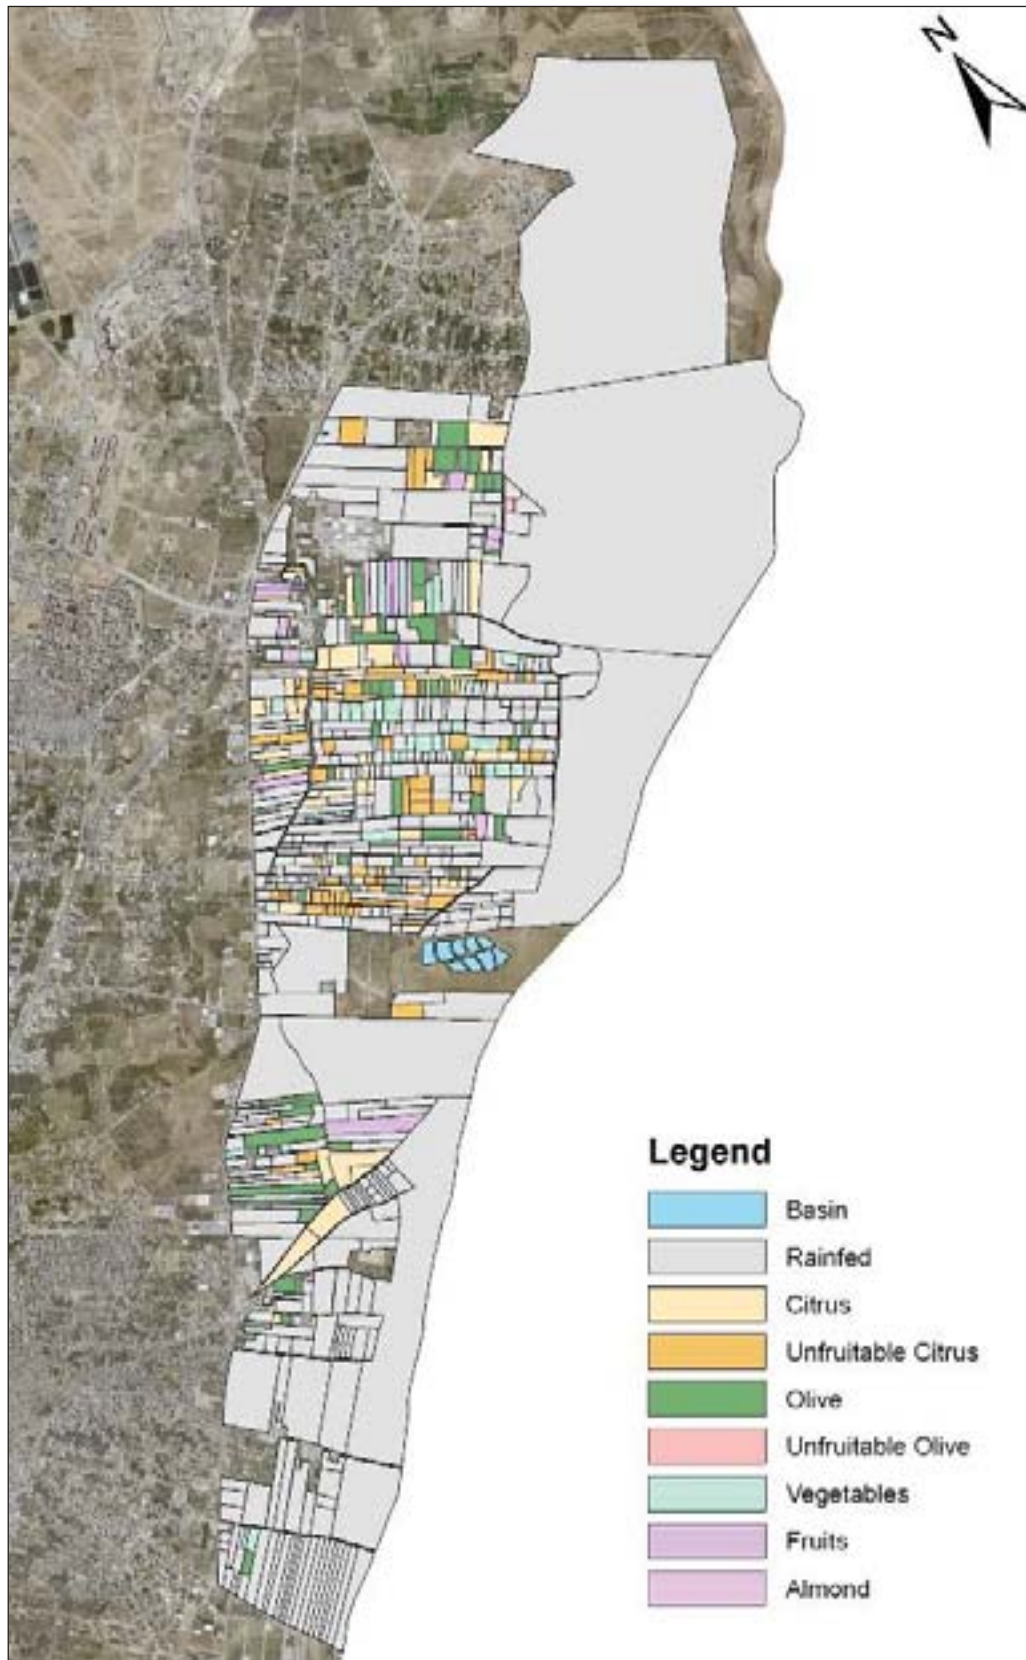 N
Legend
Basin
Rainfed
Citrus
Unfruitable Citrus
Olive
Unfruitable Olive
Vegetables
Fruits
Almond